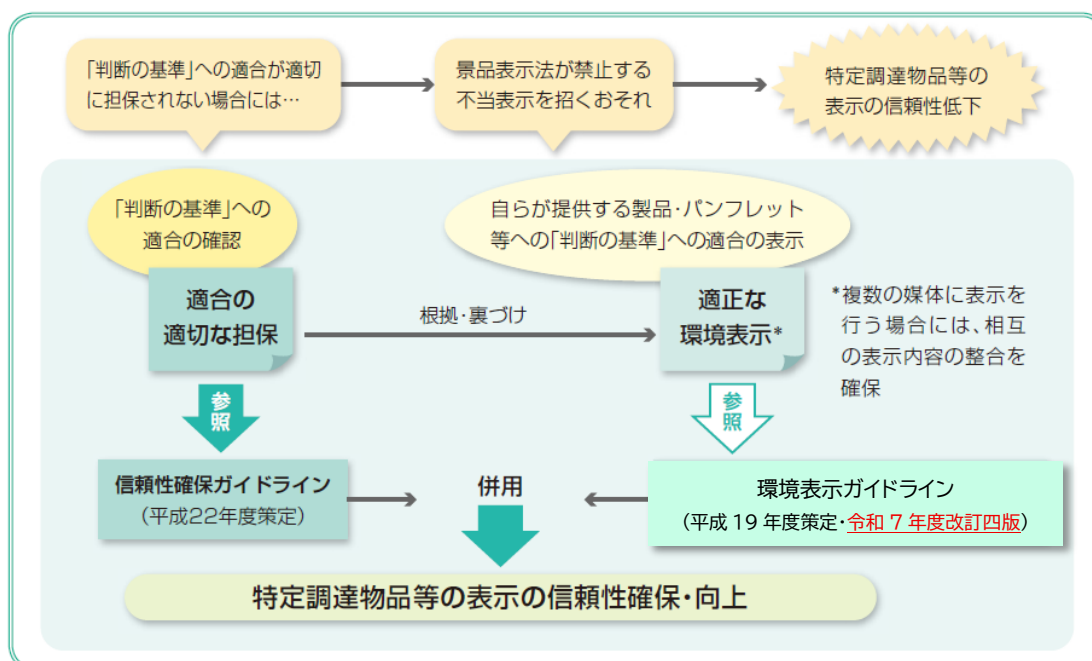 「判断の基準」への適合が適切
に担保されない場合には…
景品表示法が禁止する
不当表示を招くおそれ
特定調達物品等の
表示の信頼性低下
「判断の基準」への
適合の確認
自らが提供する製品・パンフレット
等への「判断の基準」への適合の表示
適合の
適切な担保
根拠・裏づけ
適正な
環境表示*
*複数の媒体に表示を
行う場合には、相互
の表示内容の整合を
確保
参照
参照
信頼性確保ガイドライン
(平成22年度策定)
併用
環境表示ガイドライン
(平成 19 年度策定・令和 7 年度改訂四版)
特定調達物品等の表示の信頼性確保・向上